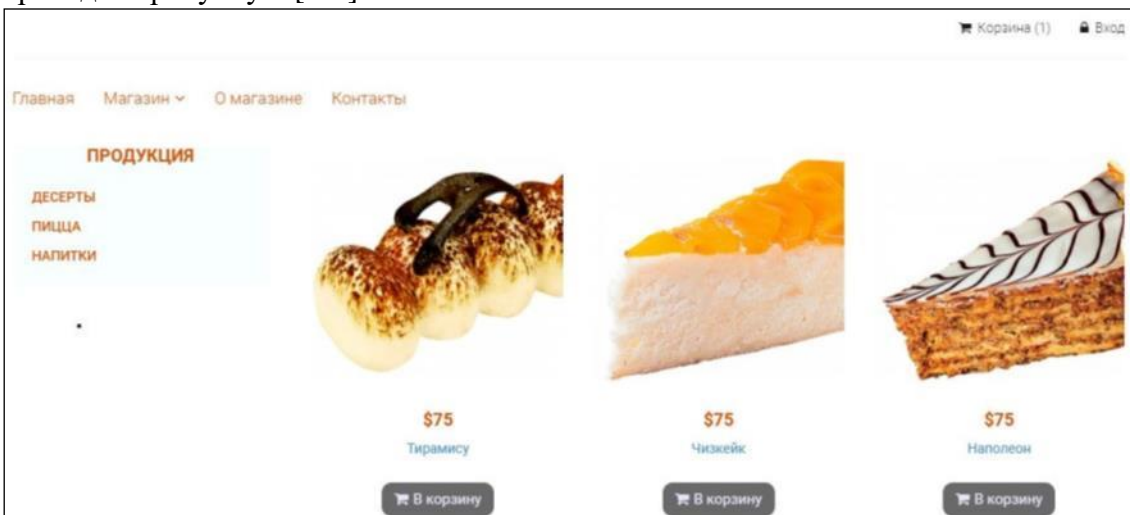 Корзина (1) Вход
Главная Магазин О магазине Контакты
ПРОДУКЦИЯ
ДЕСЕРТЫ
ПИЦЦА
НАПИТКИ
$75 $75 $75
Тирамису Чизкейк Наполеон
В корзину В корзину В корзину